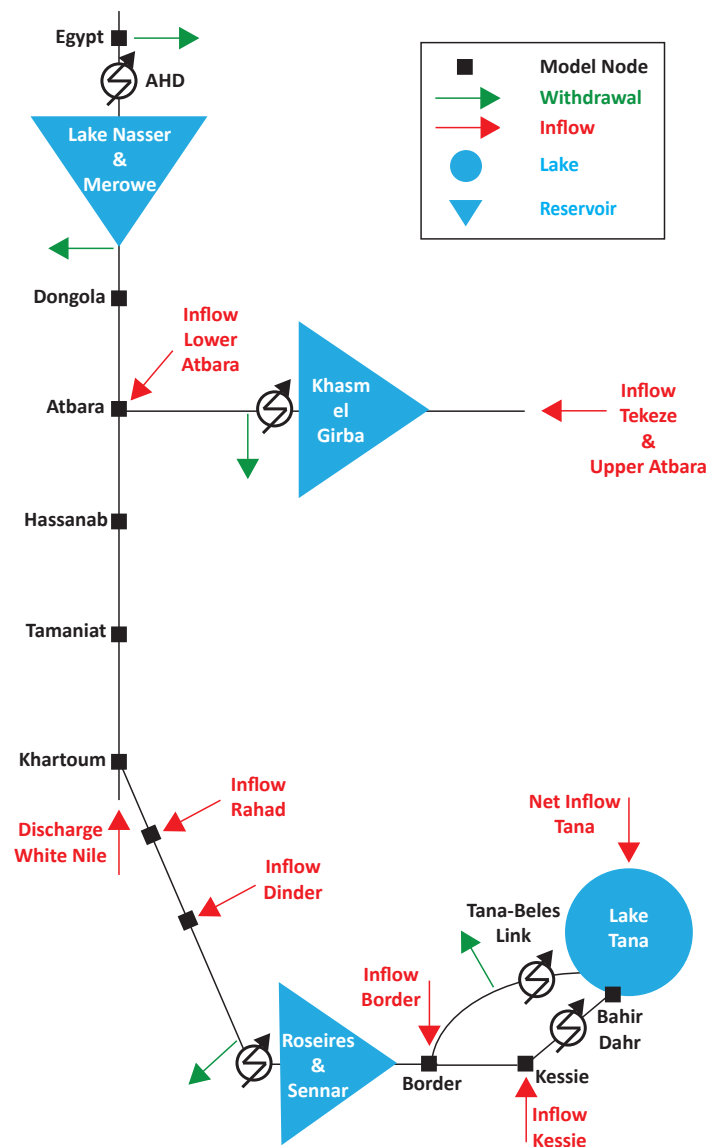 Egypt
AHD
Lake Nasser
&
Merowe
Model Node
Withdrawal
Inflow
Lake
Reservoir
Dongola
Inflow
Lower
Atbara
Atbara
Khasm
el
Girba
Inflow
Tekeze
&
Upper Atbara
Hassanab
Tamaniat
Khartoum
Discharge
White Nile
Inflow
Rahad
Inflow
Dinder
Net Inflow
Tana
Lake
Tana
Tana-Beles
Link
Inflow
Border
Bahir
Dahr
Roseires
&
Sennar
Border
Kessie
Inflow
Kessie